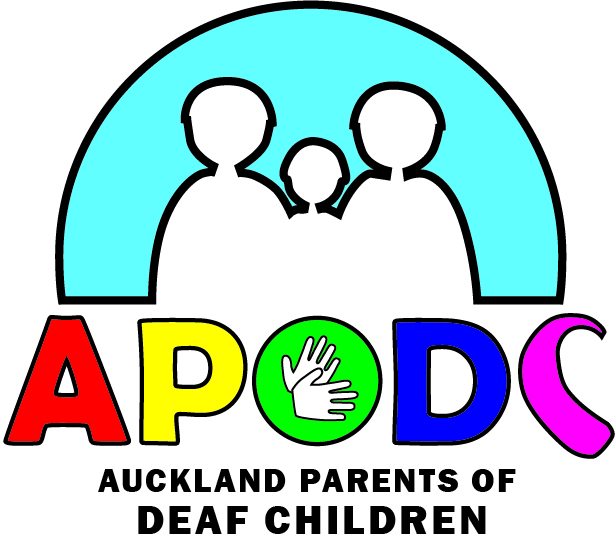 APODC
AUCKLAND PARENTS OF
DEAF CHILDREN